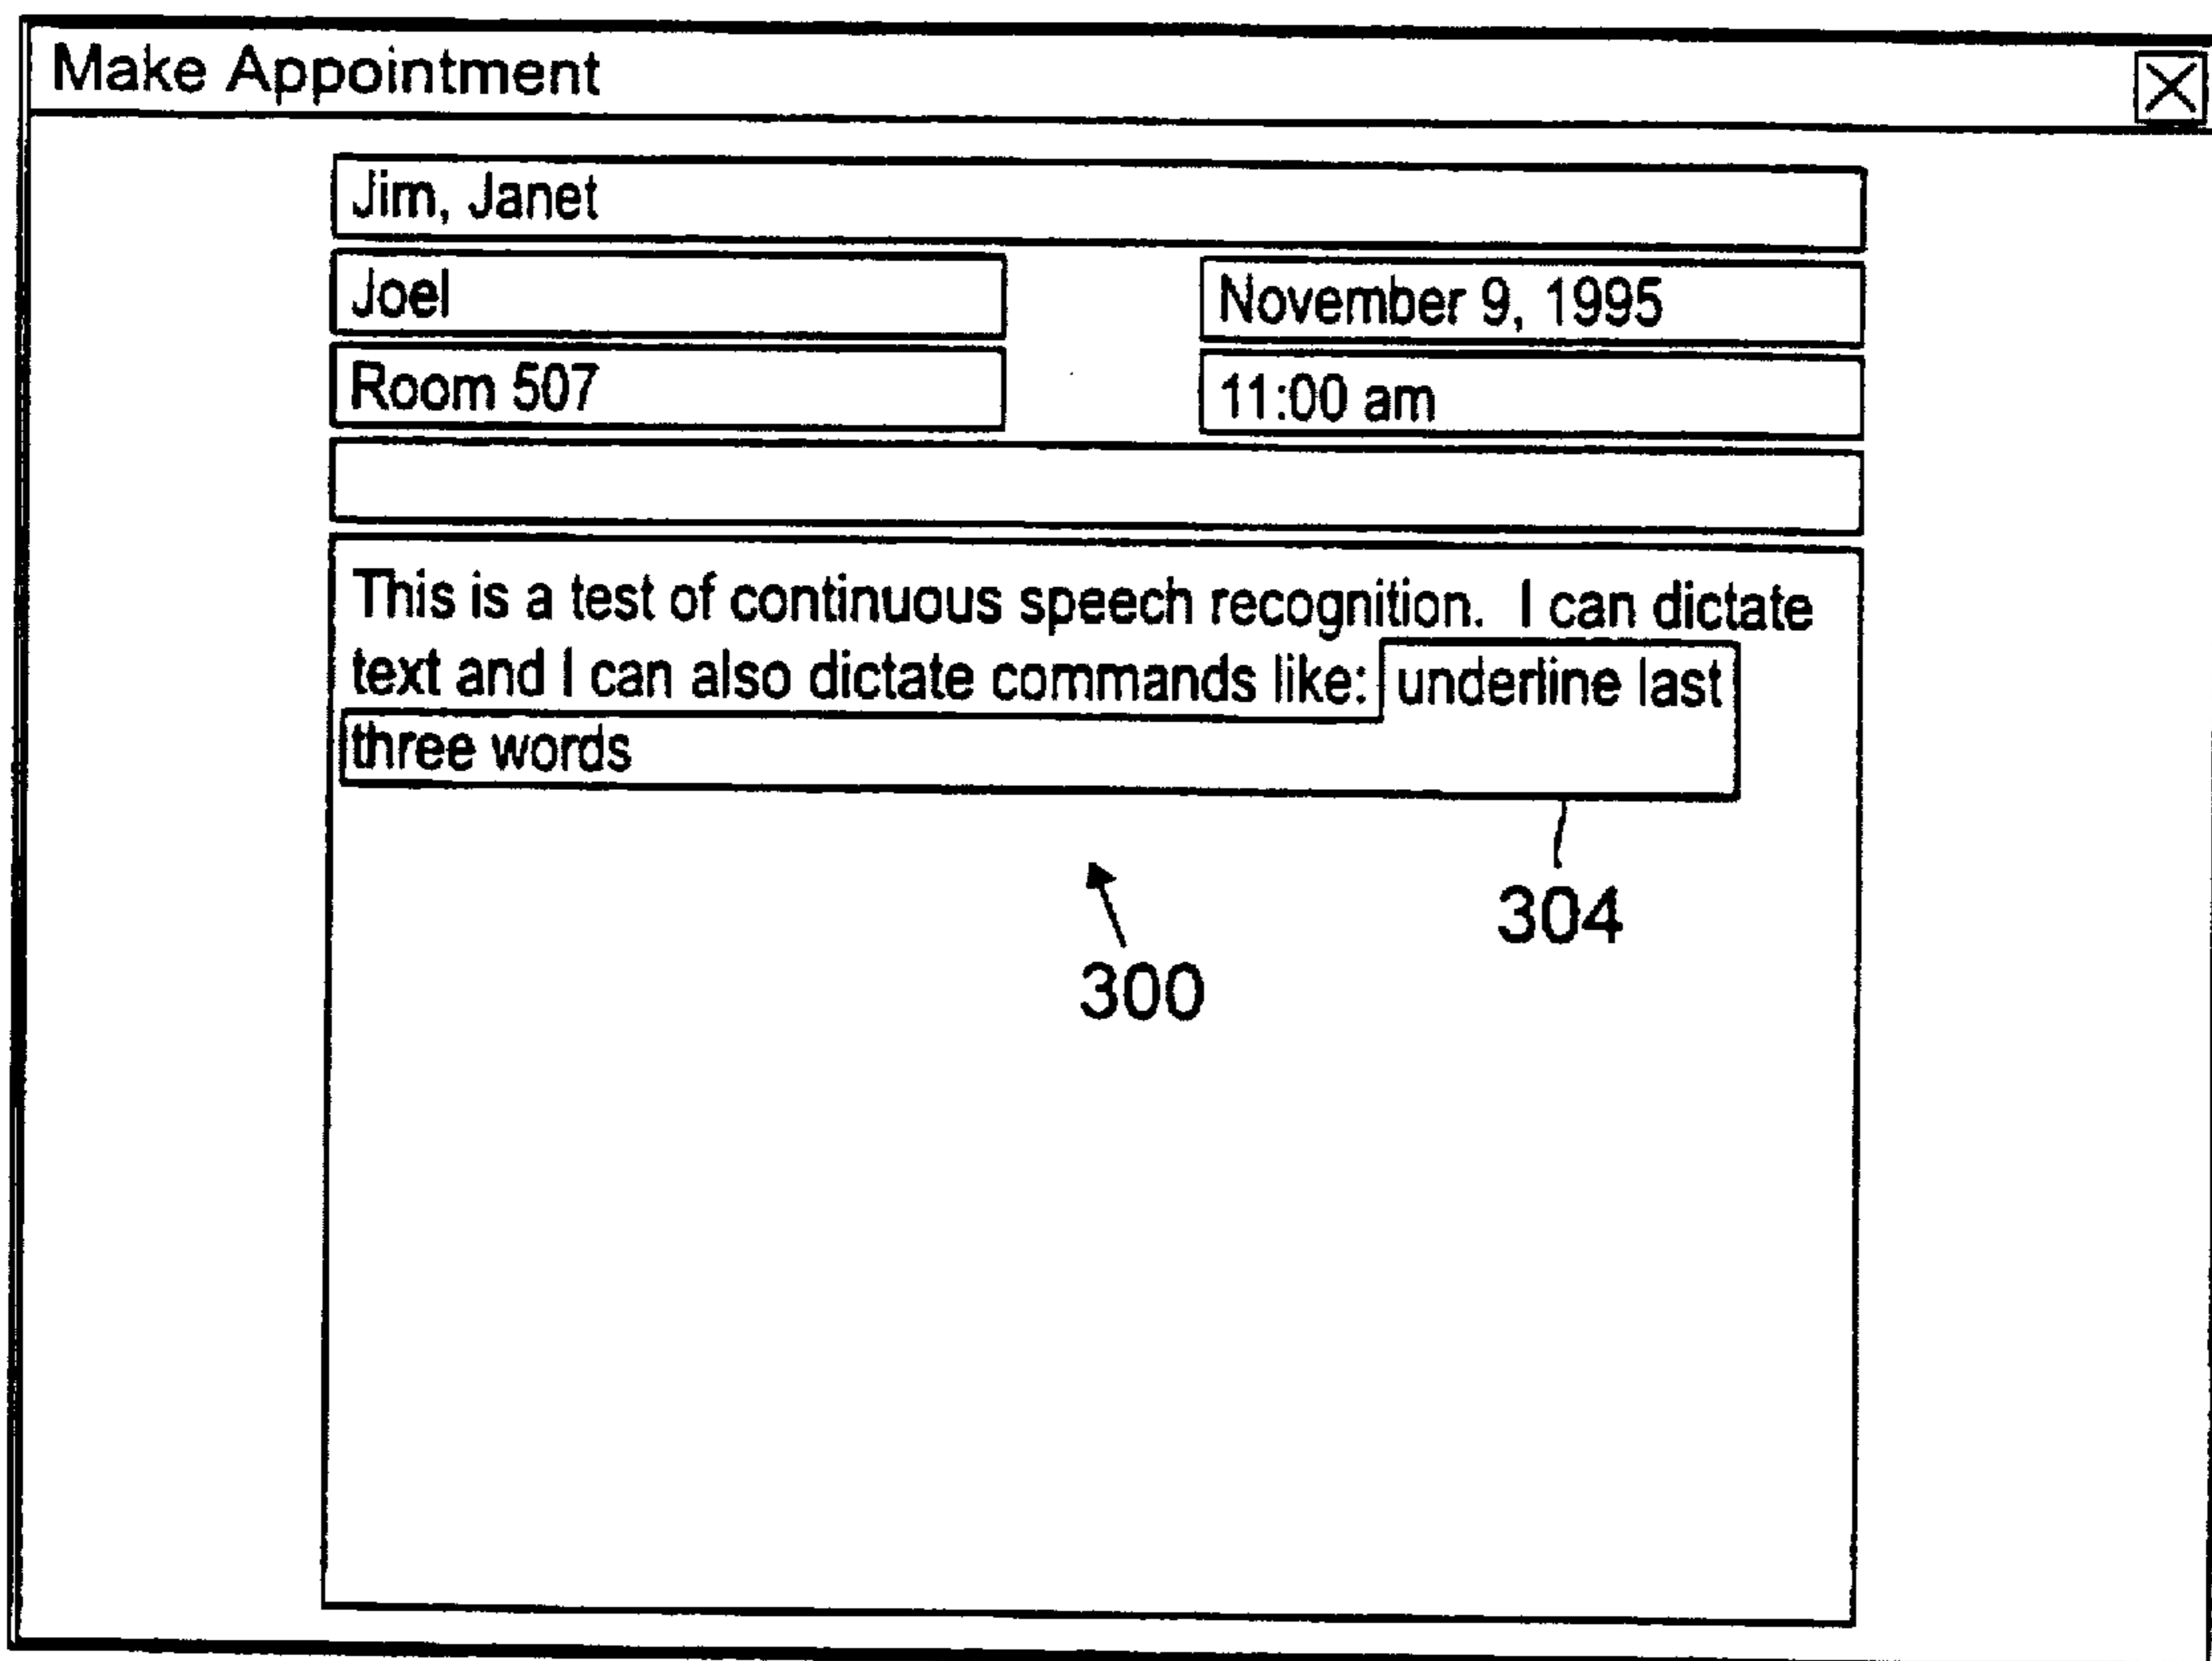 Make Appointment
Jim, Janet
Joel
November 9, 1995
Room 507
11:00 am
This is a test of continuous speech recognition.  I can dictate
text and I can also dictate commands like: underline last
three words
304
300